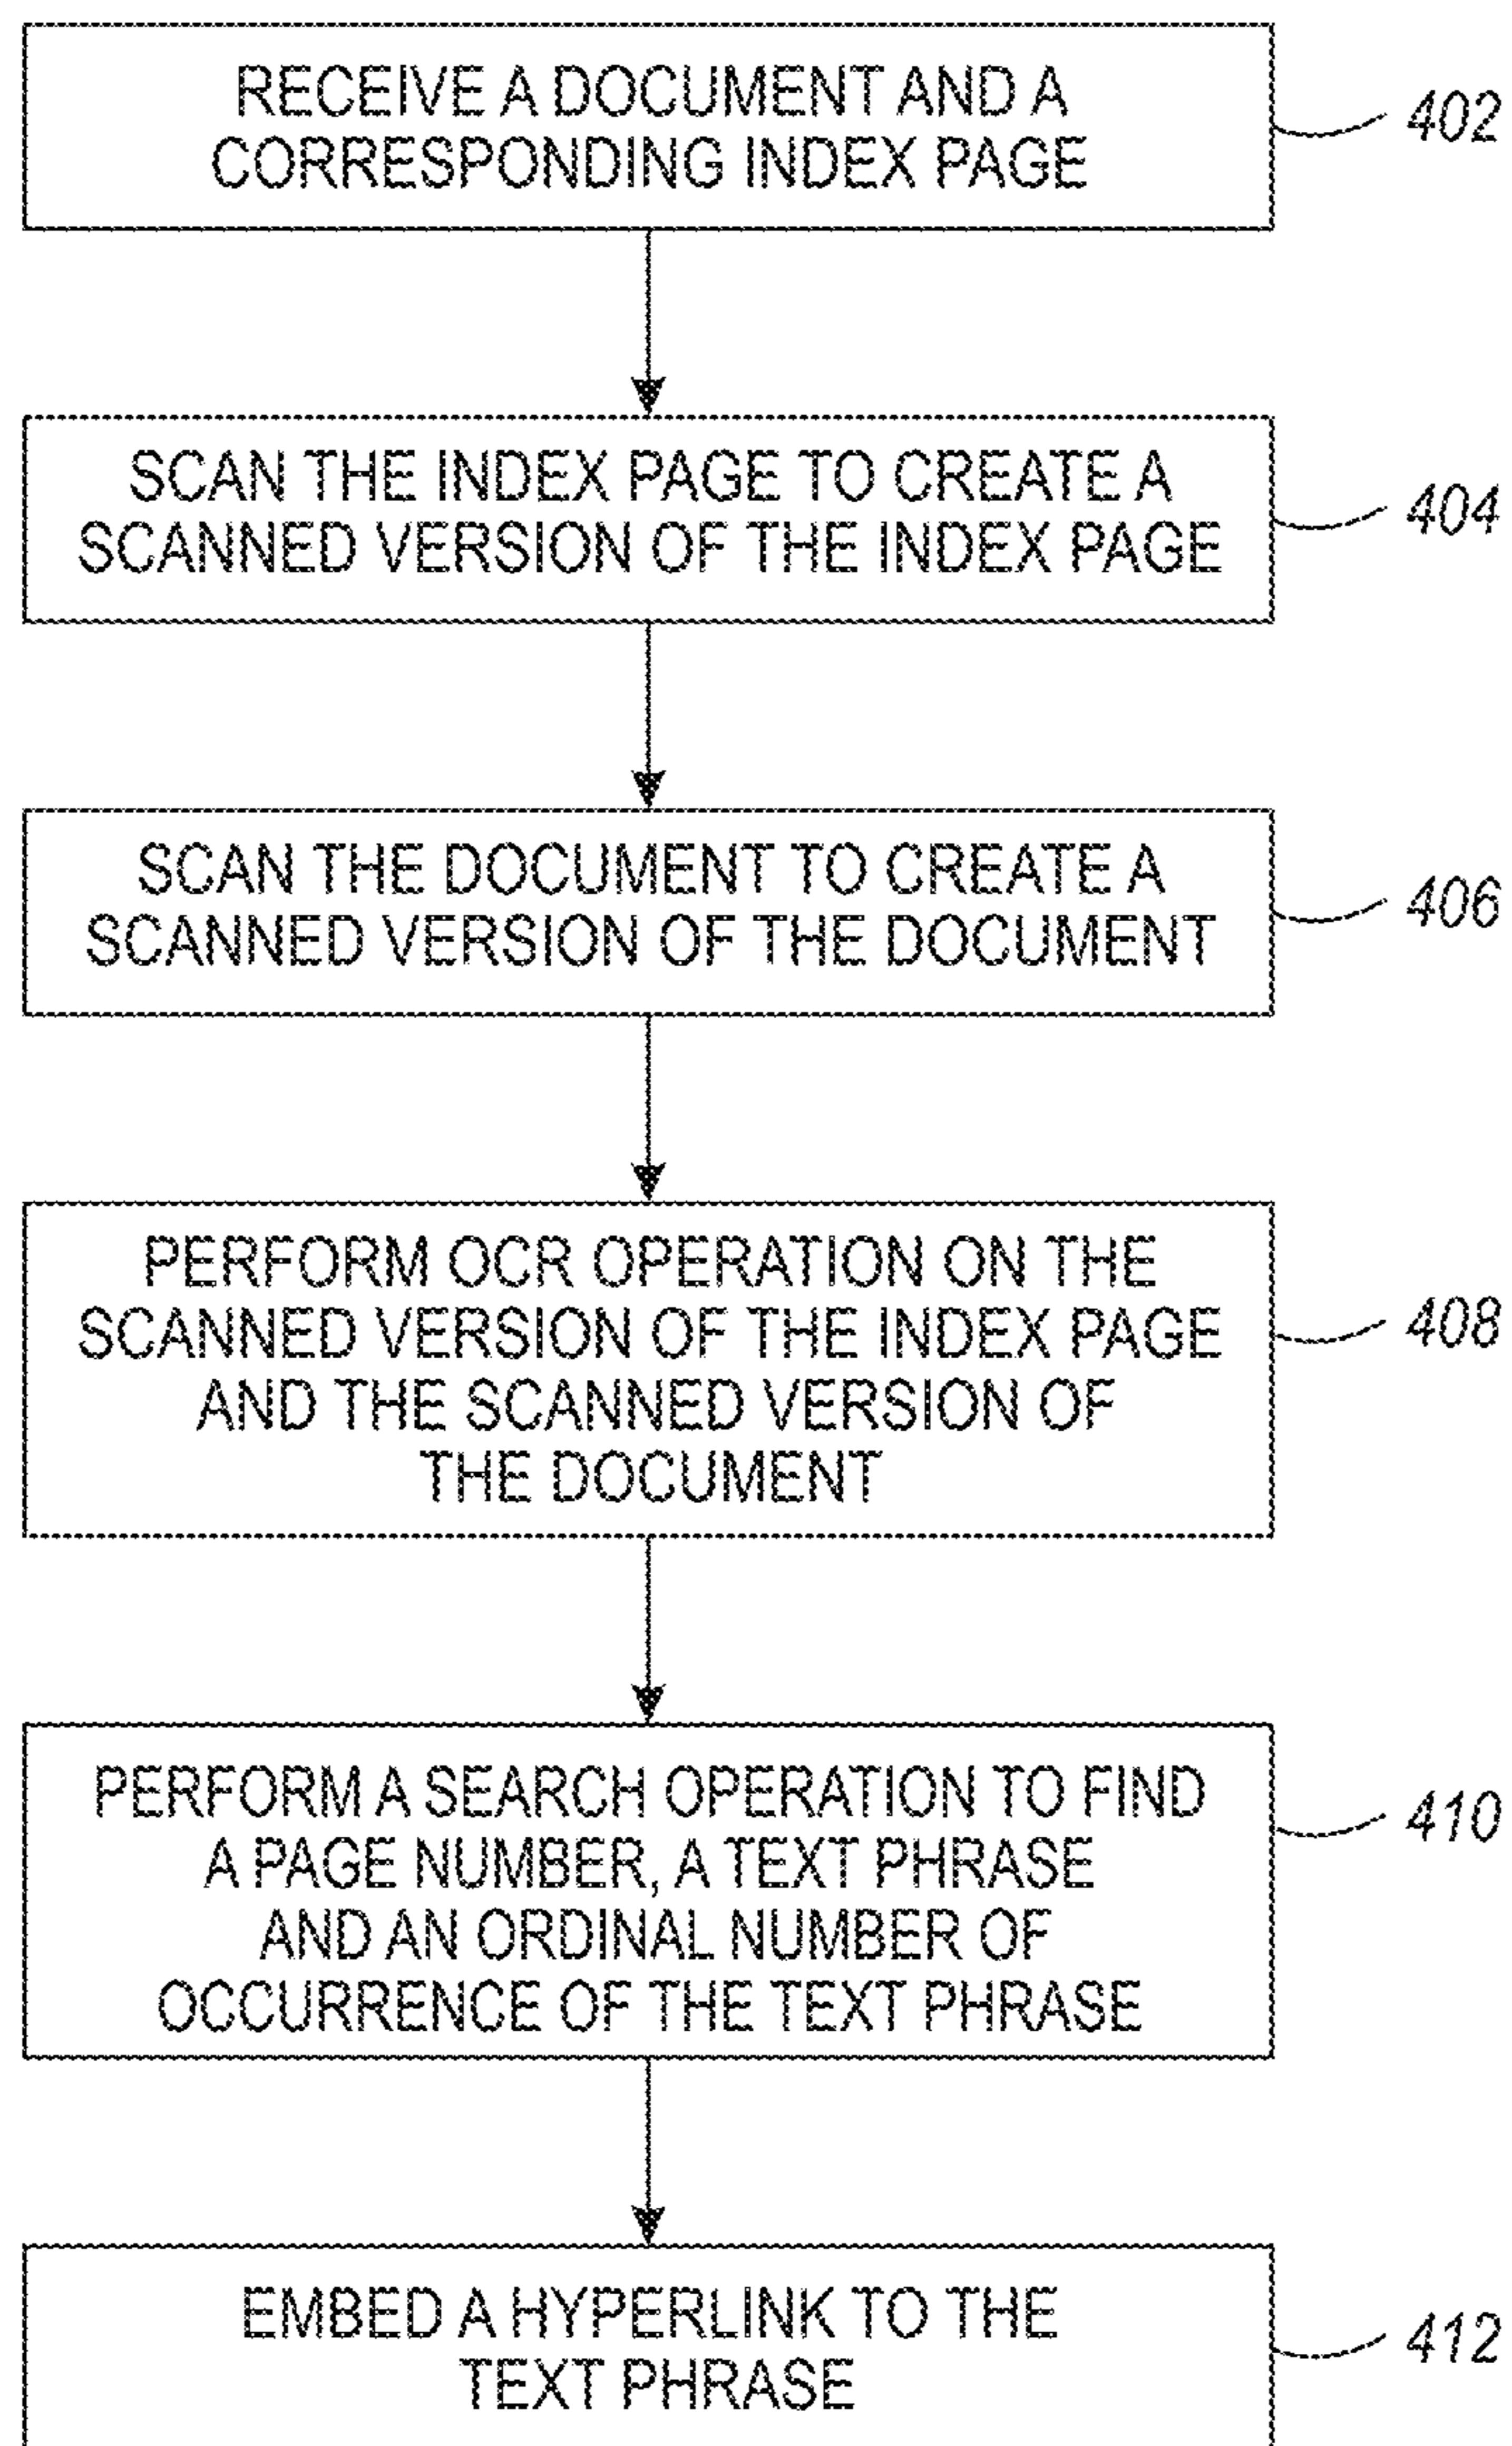 RECEIVE A DOCUMENT AND A
CORRESPONDING INDEX PAGE
402
SCAN THE INDEX PAGE TO CREATE A
SCANNED VERSION OF THE INDEX PAGE
404
SCAN THE DOCUMENT TO CREATE A
SCANNED VERSION OF THE DOCUMENT
406
PERFORM OCR OPERATION ON THE
SCANNED VERSION OF THE INDEX PAGE
AND THE SCANNED VERSION OF
THE DOCUMENT
408
PERFORM A SEARCH OPERATION TO FIND
A PAGE NUMBER, A TEXT PHRASE
AND AN ORDINAL NUMBER OF
OCCURRENCE OF THE TEXT PHRASE
410
EMBED A HYPERLINK TO THE
TEXT PHRASE
412